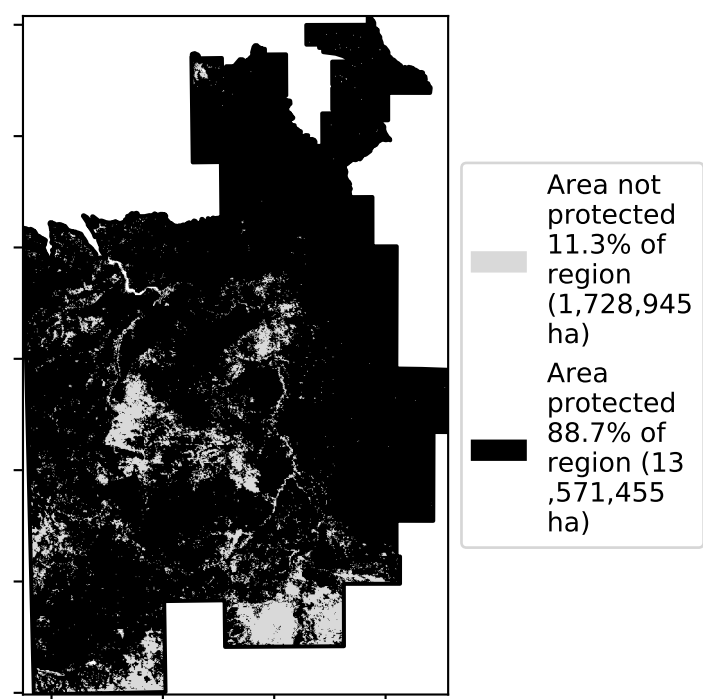 Area not
protected
11.3% of
region
(1,728,945
ha)
Area
protected
88.7% of
region (13
,571,455
ha)